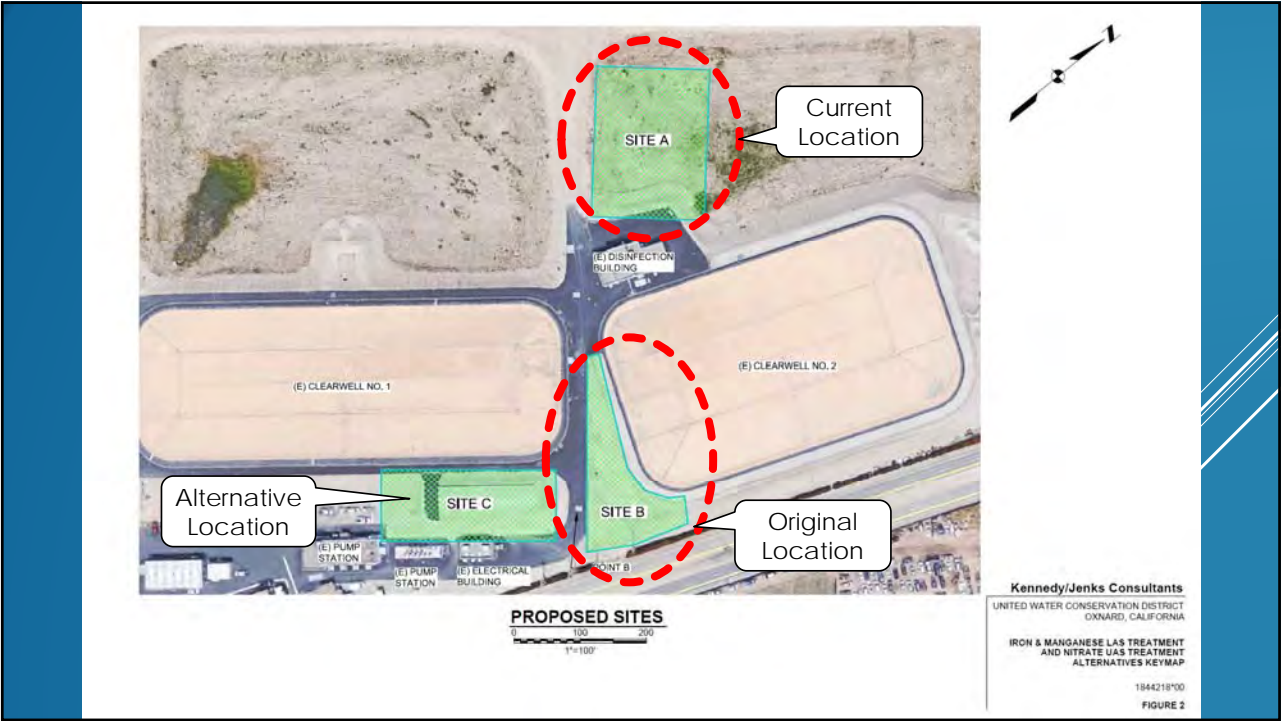 Z
Current
Location
SITE A
(E) DISINFECTION
BUILDING
(E) CLEARWELL NO. 1
(E) CLEARWELL NO. 2
Alternative
Location
SITE C
SITE B
Original
Location
(E) PUMP
STATION
(E) PUMP
STATION
(E) ELECTRICAL
BUILDING
POINT B
PROPOSED SITES
0 100 200
1"=100'
Kennedy/Jenks Consultants
UNITED WATER CONSERVATION DISTRICT
OXNARD, CALIFORNIA
IRON & MANGANESE LAS TREATMENT
AND NITRATE UAS TREATMENT
ALTERNATIVES KEYMAP
1844218*00
FIGURE 2